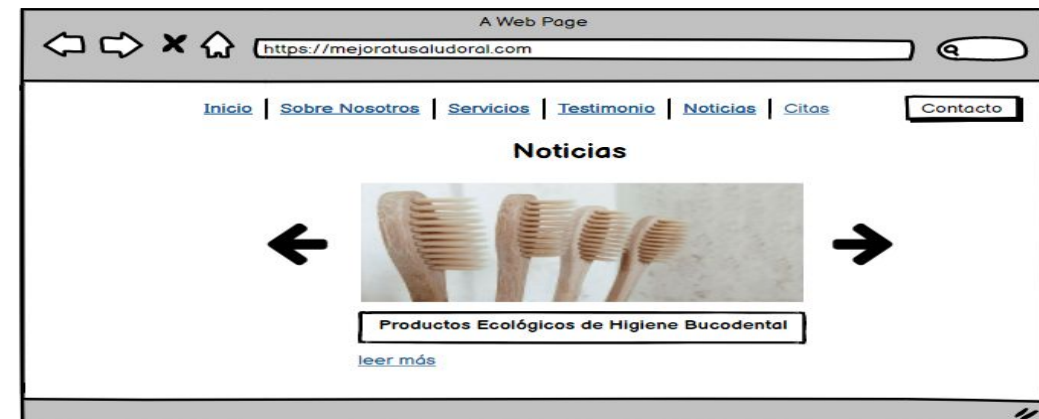 A Web Page
https://mejoratusaludoral.com
Inicio | Sobre Nosotros | Servicios | Testimonio | Noticias | Citas Contacto
Noticias
Productos Ecológicos de Higiene Bucodental
leer más